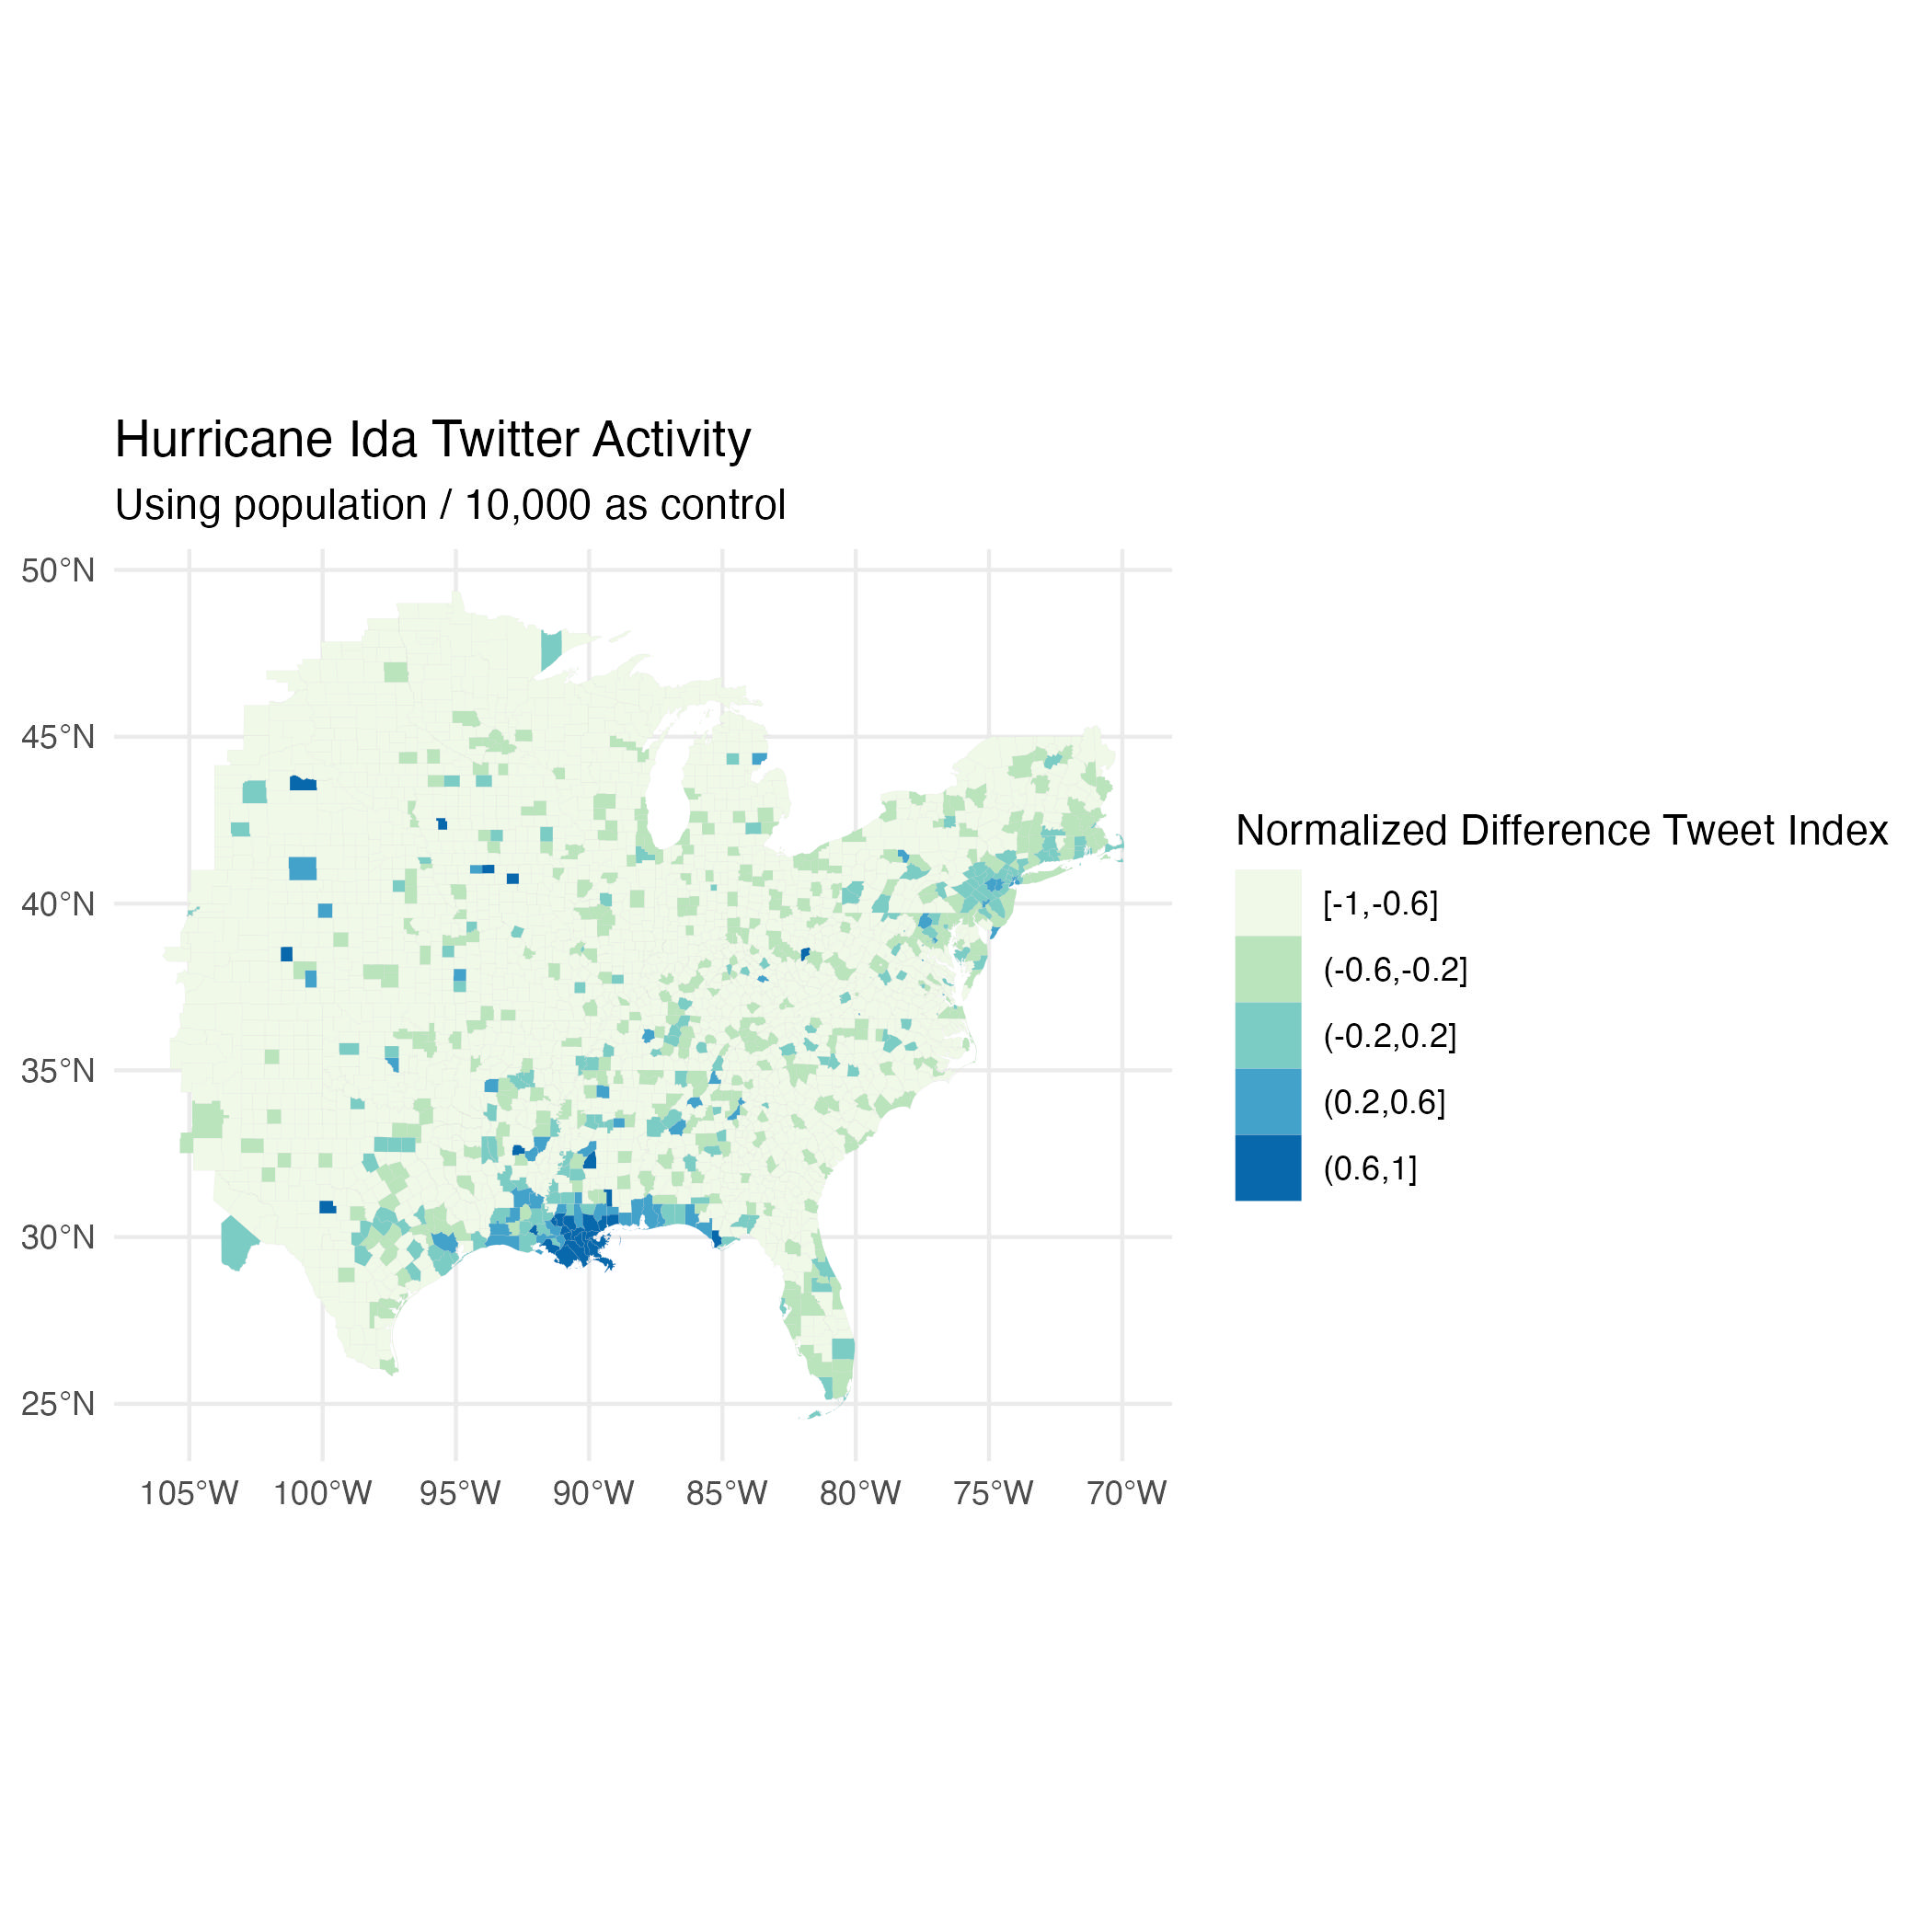 Hurricane Ida Twitter Activity
Using population / 10,000 as control
50°N
45°N
40°N
35°N
30°N
25°N
105°W 100°W 95°W 90°W 85°W 80°W 75°W 70°W
Normalized Difference Tweet Index
[-1,-0.6]
(-0.6,-0.2]
(-0.2,0.2]
(0.2,0.6]
(0.6,1]